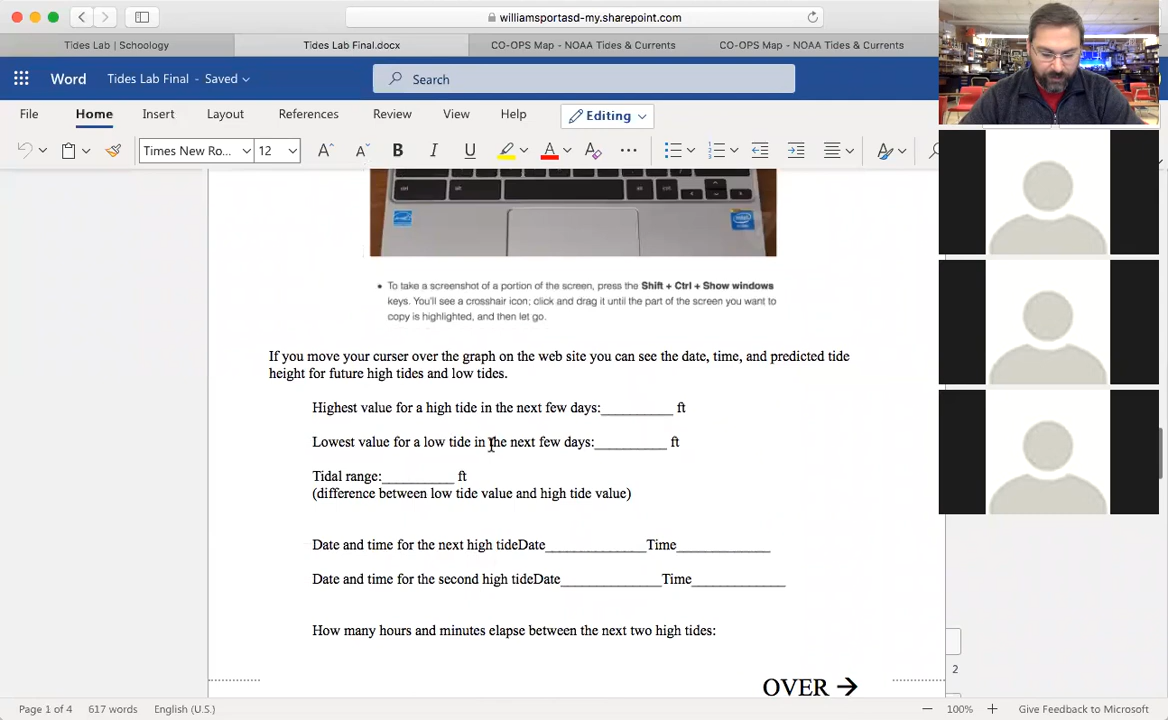 williamsportasd-my.sharepoint.com
Tides Lab | Schoology
Tides Lab Final.docx
CO-OPS Map - NOAA Tides & Currents
CO-OPS Map - NOAA Tides & Currents
Word
Tides Lab Final - Saved
Search
File
Home
Insert
Layout
References
Review
View
Help
Editing
Times New Ro...
12
• To take a screenshot of a portion of the screen, press the Shift + Ctrl + Show windows
keys. You'll see a crosshair icon; click and drag it until the part of the screen you want to
copy is highlighted, and then let go.
If you move your curser over the graph on the web site you can see the date, time, and predicted tide
height for future high tides and low tides.
Highest value for a high tide in the next few days:_________ ft
Lowest value for a low tide in the next few days:_________ ft
Tidal range:_________ ft
(difference between low tide value and high tide value)
Date and time for the next high tideDate_____________Time____________
Date and time for the second high tideDate_____________Time____________
How many hours and minutes elapse between the next two high tides:
OVER →
2
Page 1 of 4
617 words
English (U.S.)
100%
Give Feedback to Microsoft